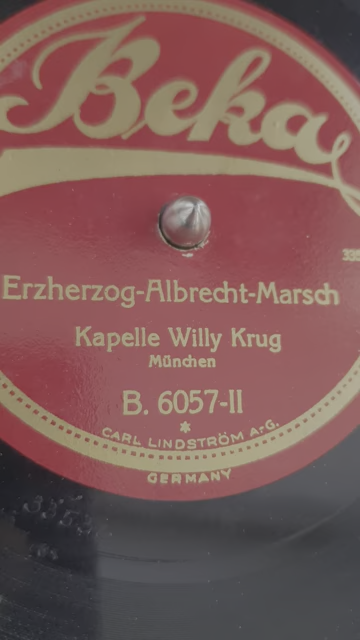 Beka
Erzherzog-Albrecht-Marsch
Kapelle Willy Krug
München
B. 6057-II
*
CARL LINDSTRÖM A.-G.
GERMANY